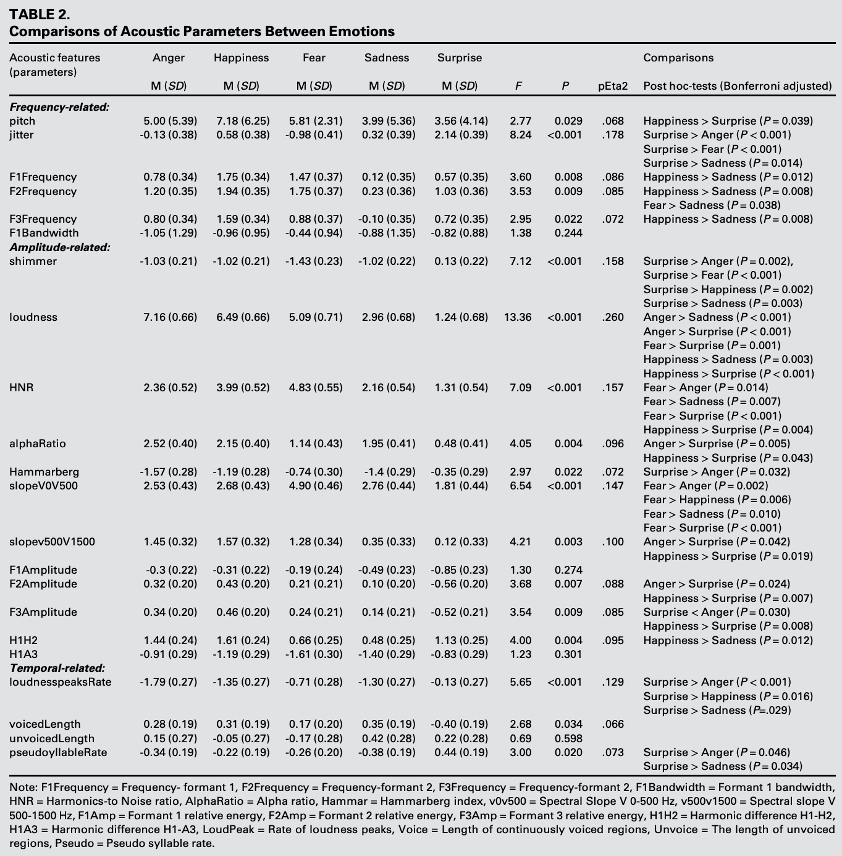 TABLE 2.
Comparisons of Acoustic Parameters Between Emotions
Acoustic features Anger Happiness Fear Sadness Surprise Comparisons
(parameters)
M (SD) M (SD) M (SD) M (SD) M (SD) F P pEta2 Post hoc-tests (Bonferroni adjusted)
Frequency-related:
pitch 5.00 (5.39) 7.18 (6.25) 5.81 (2.31) 3.99 (5.36) 3.56 (4.14) 2.77 0.029 .068 Happiness > Surprise (P = 0.039)
jitter -0.13 (0.38) 0.58 (0.38) -0.98 (0.41) 0.32 (0.39) 2.14 (0.39) 8.24 <0.001 .178 Surprise > Anger (P < 0.001)
Surprise > Fear (P < 0.001)
Surprise > Sadness (P = 0.014)
F1Frequency 0.78 (0.34) 1.75 (0.34) 1.47 (0.37) 0.12 (0.35) 0.57 (0.35) 3.60 0.008 .086 Happiness > Sadness (P = 0.012)
F2Frequency 1.20 (0.35) 1.94 (0.35) 1.75 (0.37) 0.23 (0.36) 1.03 (0.36) 3.53 0.009 .085 Happiness > Sadness (P = 0.008)
Fear > Sadness (P = 0.038)
F3Frequency 0.80 (0.34) 1.59 (0.34) 0.88 (0.37) -0.10 (0.35) 0.72 (0.35) 2.95 0.022 .072 Happiness > Sadness (P = 0.008)
F1Bandwidth -1.05 (1.29) -0.96 (0.95) -0.44 (0.94) -0.88 (1.35) -0.82 (0.88) 1.38 0.244
Amplitude-related:
shimmer -1.03 (0.21) -1.02 (0.21) -1.43 (0.23) -1.02 (0.22) 0.13 (0.22) 7.12 <0.001 .158 Surprise > Anger (P = 0.002),
Surprise > Fear (P < 0.001)
Surprise > Happiness (P = 0.002)
Surprise > Sadness (P = 0.003)
loudness 7.16 (0.66) 6.49 (0.66) 5.09 (0.71) 2.96 (0.68) 1.24 (0.68) 13.36 <0.001 .260 Anger > Sadness (P < 0.001)
Anger > Surprise (P < 0.001)
Fear > Surprise (P = 0.001)
Happiness > Sadness (P = 0.003)
Happiness > Surprise (P < 0.001)
HNR 2.36 (0.52) 3.99 (0.52) 4.83 (0.55) 2.16 (0.54) 1.31 (0.54) 7.09 <0.001 .157 Fear > Anger (P = 0.014)
Fear > Sadness (P = 0.007)
Fear > Surprise (P < 0.001)
Happiness > Surprise (P = 0.004)
alphaRatio 2.52 (0.40) 2.15 (0.40) 1.14 (0.43) 1.95 (0.41) 0.48 (0.41) 4.05 0.004 .096 Anger > Surprise (P = 0.005)
Happiness > Surprise (P = 0.043)
Hammarberg -1.57 (0.28) -1.19 (0.28) -0.74 (0.30) -1.4 (0.29) -0.35 (0.29) 2.97 0.022 .072 Surprise > Anger (P = 0.032)
slopeV0V500 2.53 (0.43) 2.68 (0.43) 4.90 (0.46) 2.76 (0.44) 1.81 (0.44) 6.54 <0.001 .147 Fear > Anger (P = 0.002)
Fear > Happiness (P = 0.006)
Fear > Sadness (P = 0.010)
Fear > Surprise (P < 0.001)
slopev500V1500 1.45 (0.32) 1.57 (0.32) 1.28 (0.34) 0.35 (0.33) 0.12 (0.33) 4.21 0.003 .100 Anger > Surprise (P = 0.042)
Happiness > Surprise (P = 0.019)
F1Amplitude -0.3 (0.22) -0.31 (0.22) -0.19 (0.24) -0.49 (0.23) -0.85 (0.23) 1.30 0.274
F2Amplitude 0.32 (0.20) 0.43 (0.20) 0.21 (0.21) 0.10 (0.20) -0.56 (0.20) 3.68 0.007 .088 Anger > Surprise (P = 0.024)
Happiness > Surprise (P = 0.007)
F3Amplitude 0.34 (0.20) 0.46 (0.20) 0.24 (0.21) 0.14 (0.21) -0.52 (0.21) 3.54 0.009 .085 Surprise < Anger (P = 0.030)
Happiness > Surprise (P = 0.008)
H1H2 1.44 (0.24) 1.61 (0.24) 0.66 (0.25) 0.48 (0.25) 1.13 (0.25) 4.00 0.004 .095 Happiness > Sadness (P = 0.012)
H1A3 -0.91 (0.29) -1.19 (0.29) -1.61 (0.30) -1.40 (0.29) -0.83 (0.29) 1.23 0.301
Temporal-related:
loudnesspeaksRate -1.79 (0.27) -1.35 (0.27) -0.71 (0.28) -1.30 (0.27) -0.13 (0.27) 5.65 <0.001 .129 Surprise > Anger (P < 0.001)
Surprise > Happiness (P = 0.016)
Surprise > Sadness (P=.029)
voicedLength 0.28 (0.19) 0.31 (0.19) 0.17 (0.20) 0.35 (0.19) -0.40 (0.19) 2.68 0.034 .066
unvoicedLength 0.15 (0.27) -0.05 (0.27) -0.17 (0.28) 0.42 (0.28) 0.22 (0.28) 0.69 0.598
pseudoyllableRate -0.34 (0.19) -0.22 (0.19) -0.26 (0.20) -0.38 (0.19) 0.44 (0.19) 3.00 0.020 .073 Surprise > Anger (P = 0.046)
Surprise > Sadness (P = 0.034)
Note: F1Frequency = Frequency- formant 1, F2Frequency = Frequency-formant 2, F3Frequency = Frequency-formant 2, F1Bandwidth = Formant 1 bandwidth,
HNR = Harmonics-to Noise ratio, AlphaRatio = Alpha ratio, Hammar = Hammarberg index, v0v500 = Spectral Slope V 0-500 Hz, v500v1500 = Spectral slope V
500-1500 Hz, F1Amp = Formant 1 relative energy, F2Amp = Formant 2 relative energy, F3Amp = Formant 3 relative energy, H1H2 = Harmonic difference H1-H2,
H1A3 = Harmonic difference H1-A3, LoudPeak = Rate of loudness peaks, Voice = Length of continuously voiced regions, Unvoice = The length of unvoiced
regions, Pseudo = Pseudo syllable rate.